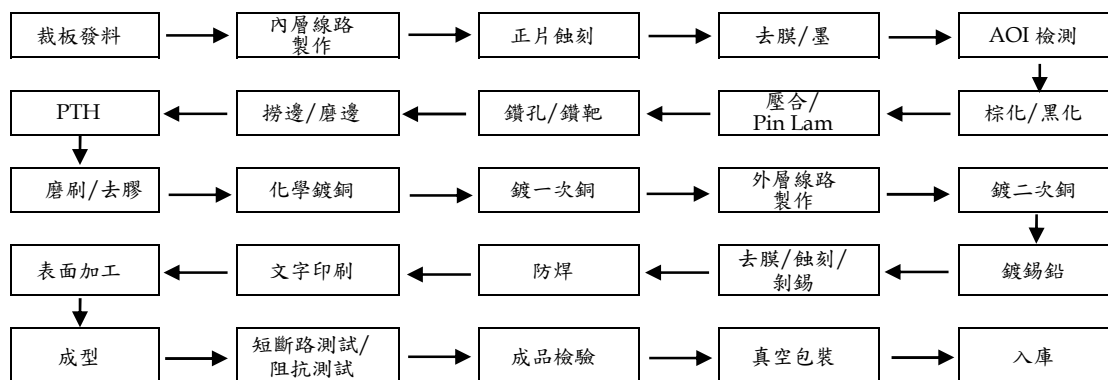 裁板發料
內層線路
製作
正片蝕刻
去膜/墨
AOI 檢測
棕化/黑化
壓合/
Pin Lam
鑽孔/鑽靶
撈邊/磨邊
PTH
磨刷/去膠
化學鍍銅
鍍一次銅
外層線路
製作
鍍二次銅
鍍錫鉛
去膜/蝕刻/
剝錫
防焊
文字印刷
表面加工
成型
短斷路測試/
阻抗測試
成品檢驗
真空包裝
入庫